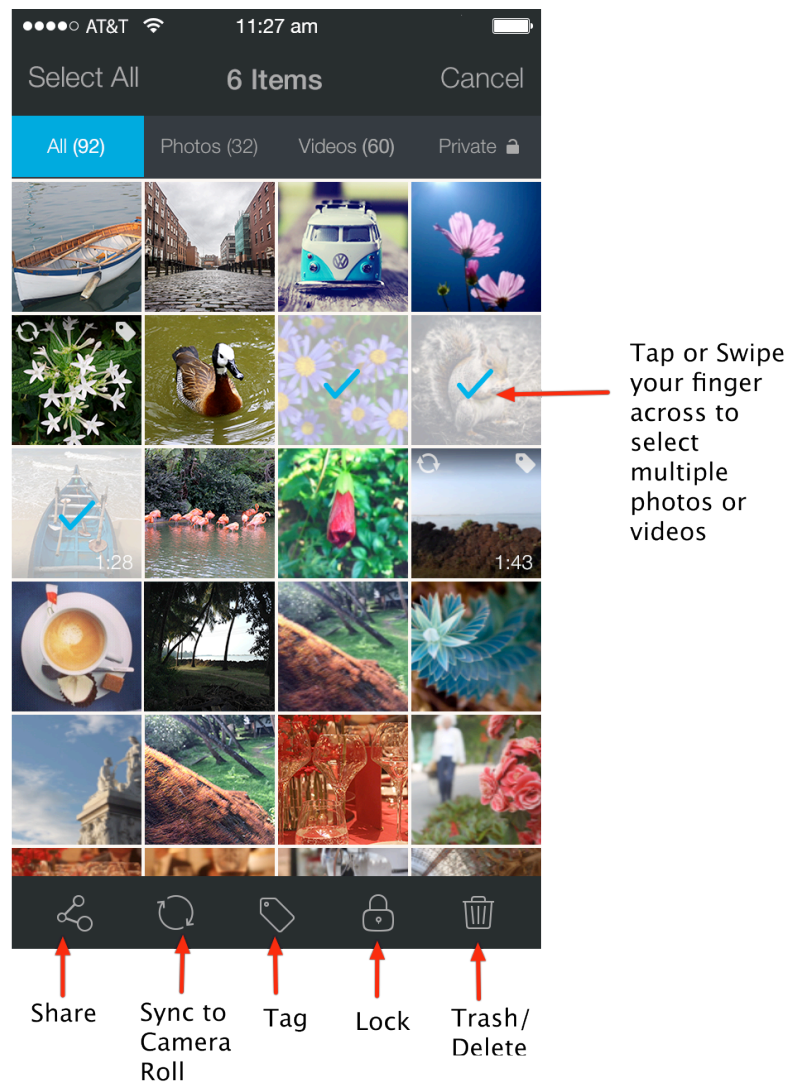 AT&T 11:27 am
Select All 6 Items Cancel
All (92) Photos (32) Videos (60) Private
Tap or Swipe
your finger
across to
select
multiple
photos or
videos
1:28 1:43
Share
Sync to
Camera
Roll
Tag
Lock
Trash/
Delete